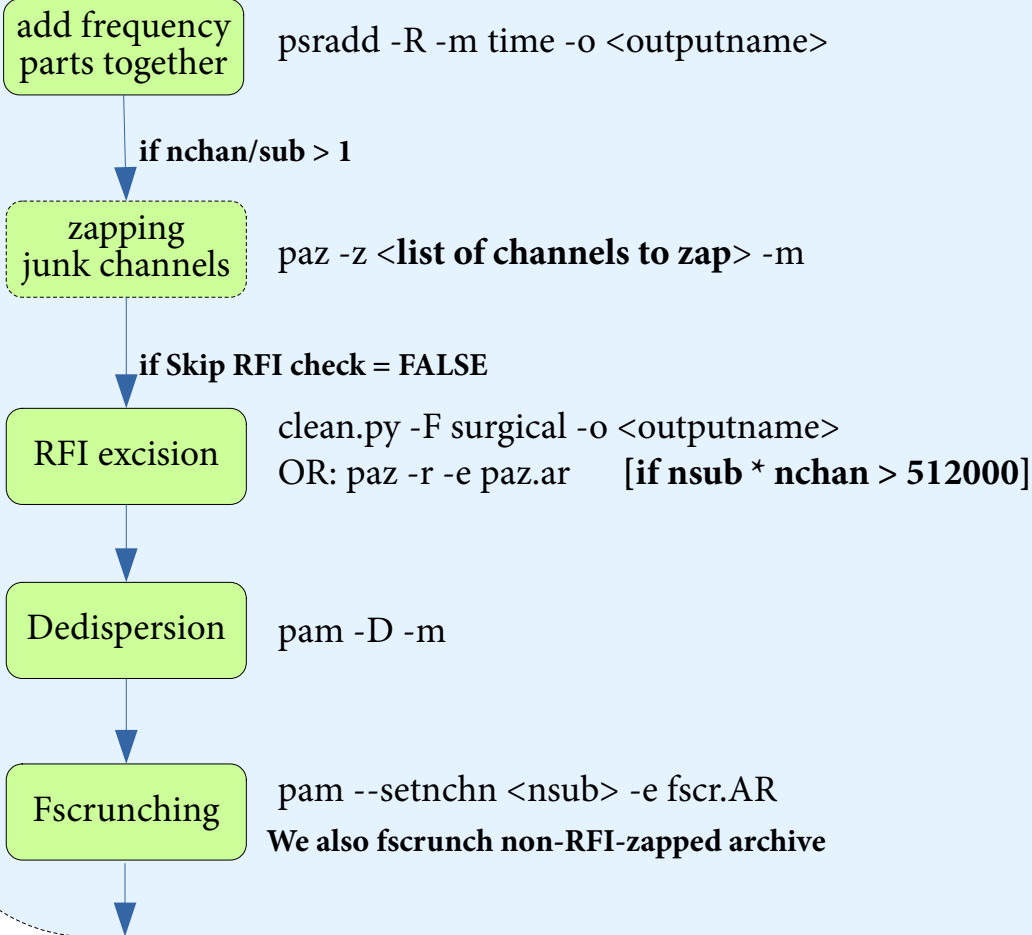 add frequency
parts together
psradd -R -m time -o <outputname>
if nchan/sub > 1
zapping
junk channels
paz -z <list of channels to zap> -m
if Skip RFI check = FALSE
RFI excision
clean.py -F surgical -o <outputname>
OR: paz -r -e paz.ar [if nsub * nchan > 512000]
Dedispersion
pam -D -m
Fscrunching
pam --setnchn <nsub> -e fscr.AR
We also fscrunch non-RFI-zapped archive